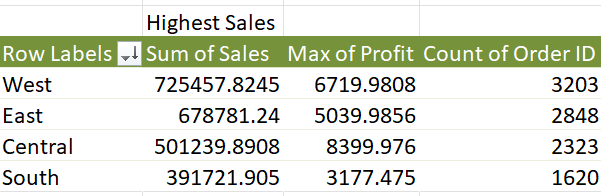 Highest Sales
Row Labels Sum of Sales Max of Profit Count of Order ID
West 725457.8245 6719.9808 3203
East 678781.24 5039.9856 2848
Central 501239.8908 8399.976 2323
South 391721.905 3177.475 1620